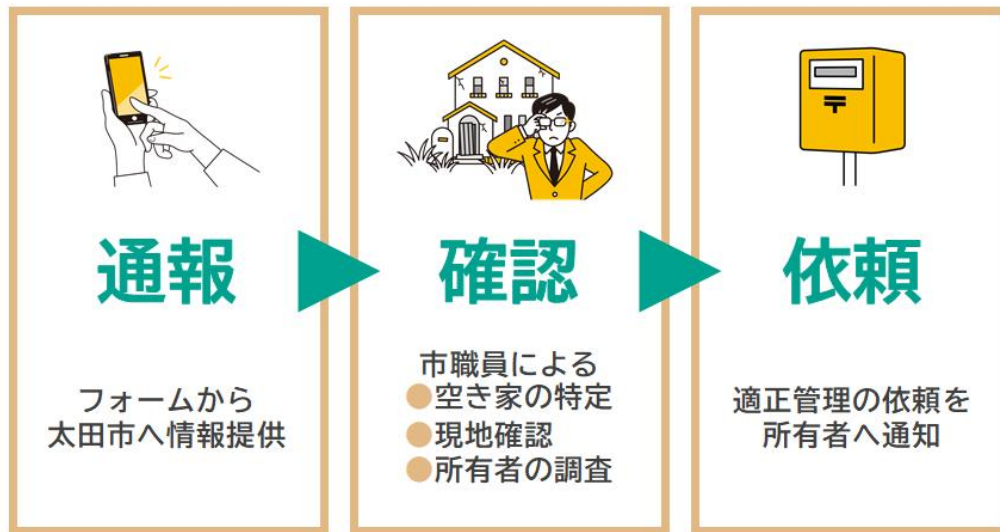 通報
フォームから
太田市へ情報提供
確認
市職員による
●空き家の特定
●現地確認
●所有者の調査
依頼
適正管理の依頼を
所有者へ通知